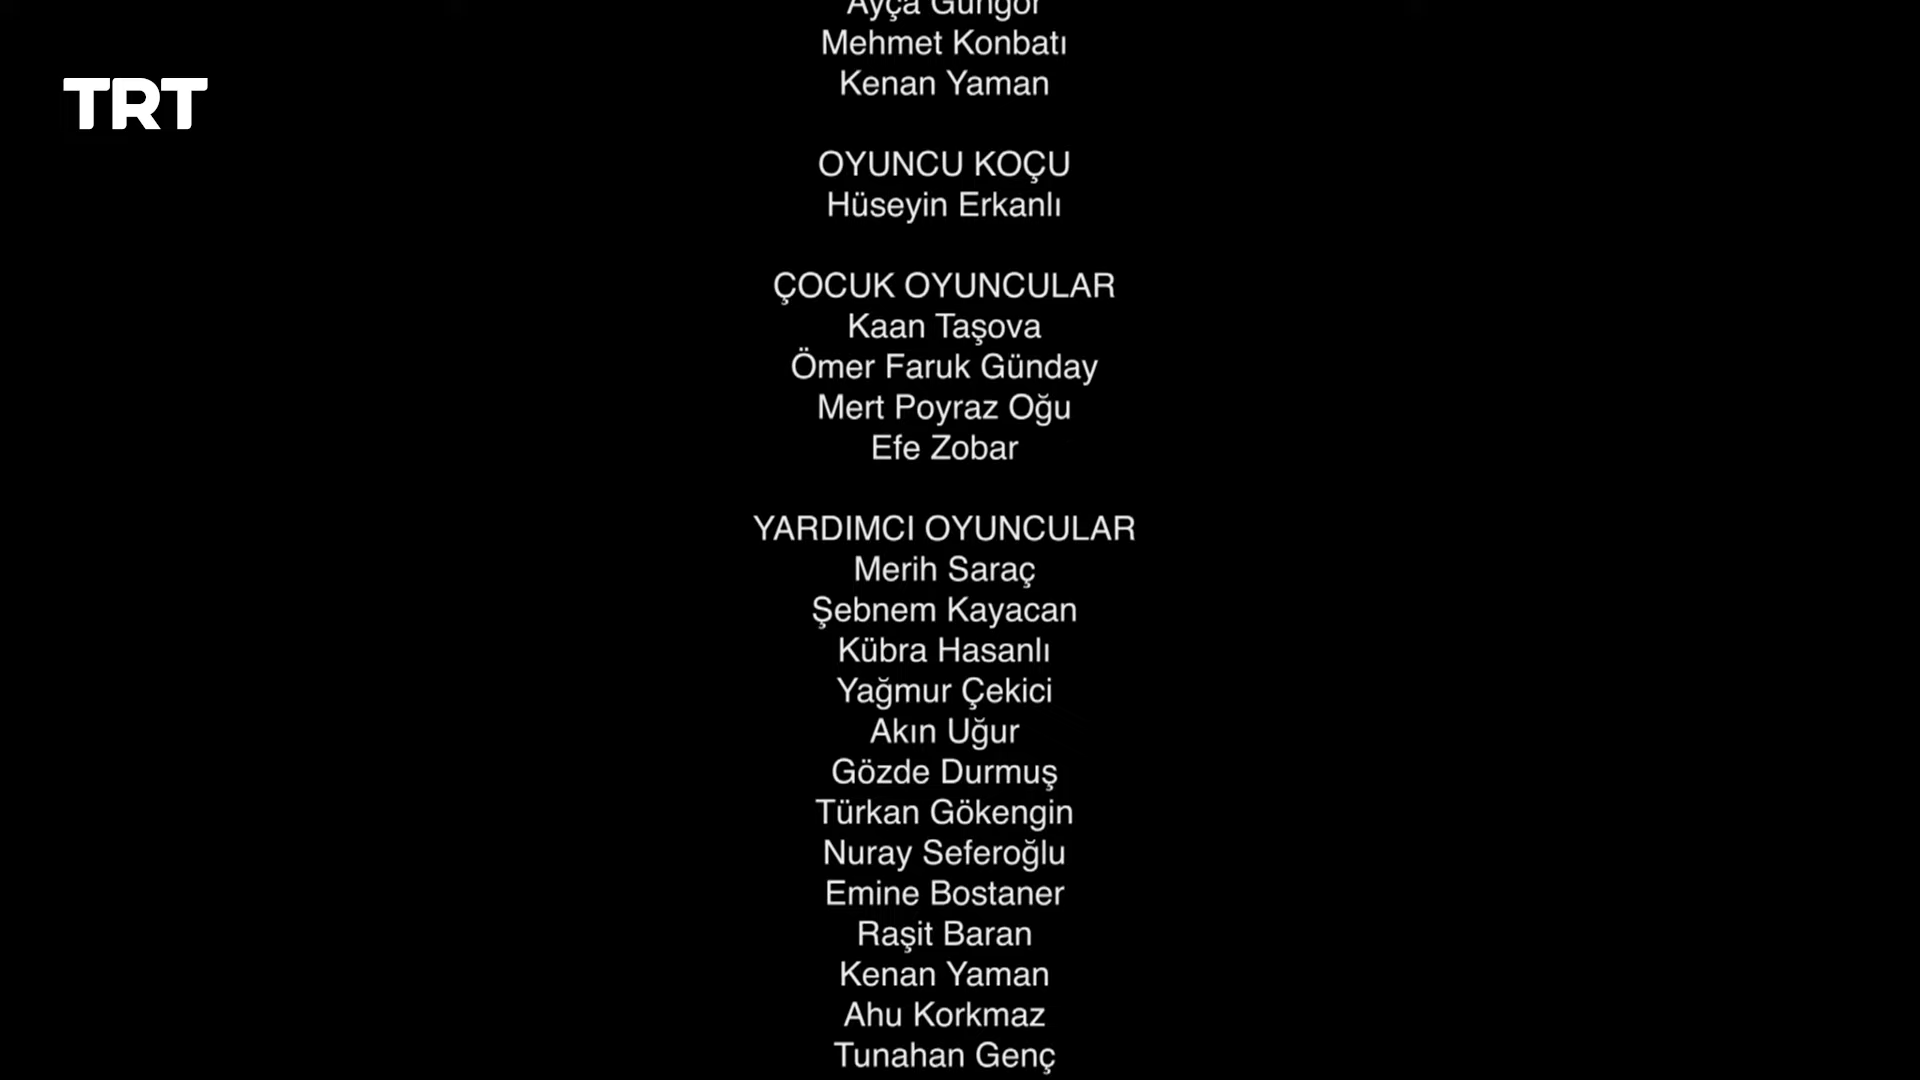 Ayça Güngör
Mehmet Konbatı
Kenan Yaman
TRT
OYUNCU KOÇU
Hüseyin Erkanlı
ÇOCUK OYUNCULAR
Kaan Taşova
Ömer Faruk Günday
Mert Poyraz Oğu
Efe Zobar
YARDIMCI OYUNCULAR
Merih Saraç
Şebnem Kayacan
Kübra Hasanlı
Yağmur Çekici
Akın Uğur
Gözde Durmuş
Türkan Gökengin
Nuray Seferoğlu
Emine Bostaner
Raşit Baran
Kenan Yaman
Ahu Korkmaz
Tunahan Genç